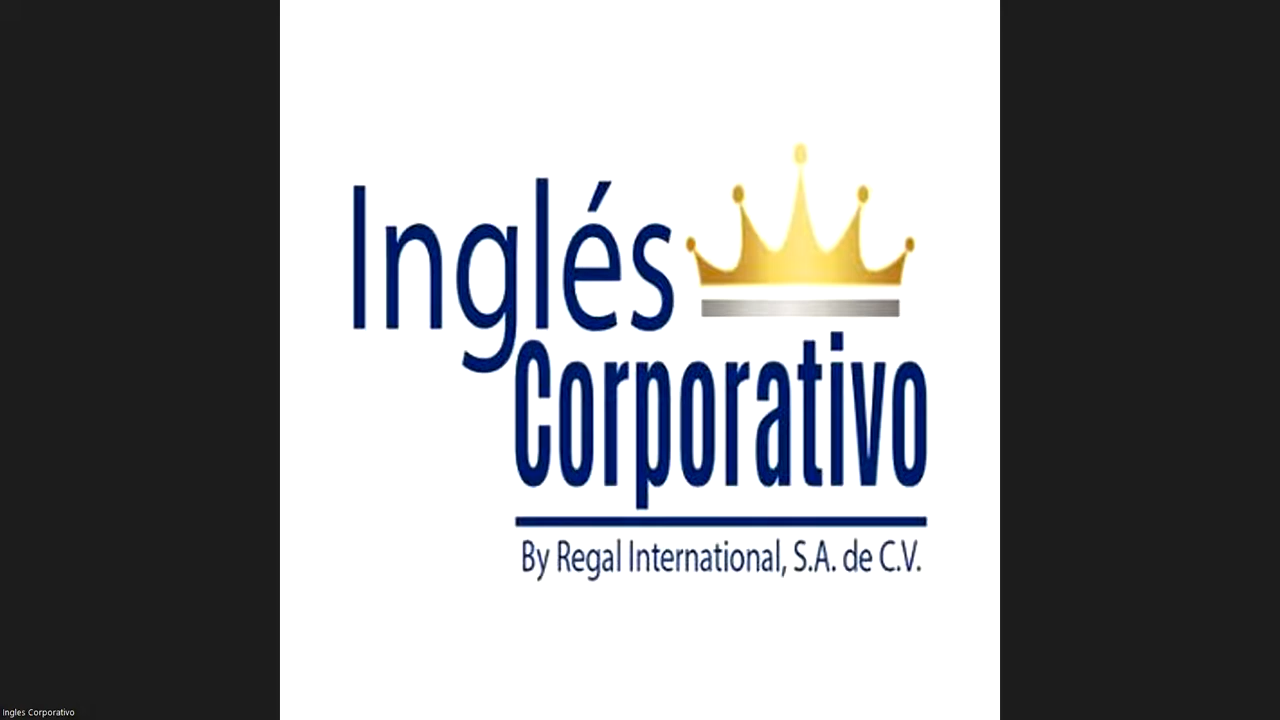 Inglés
Corporativo
By Regal International, S.A. de C.V.
Ingles Corporativo